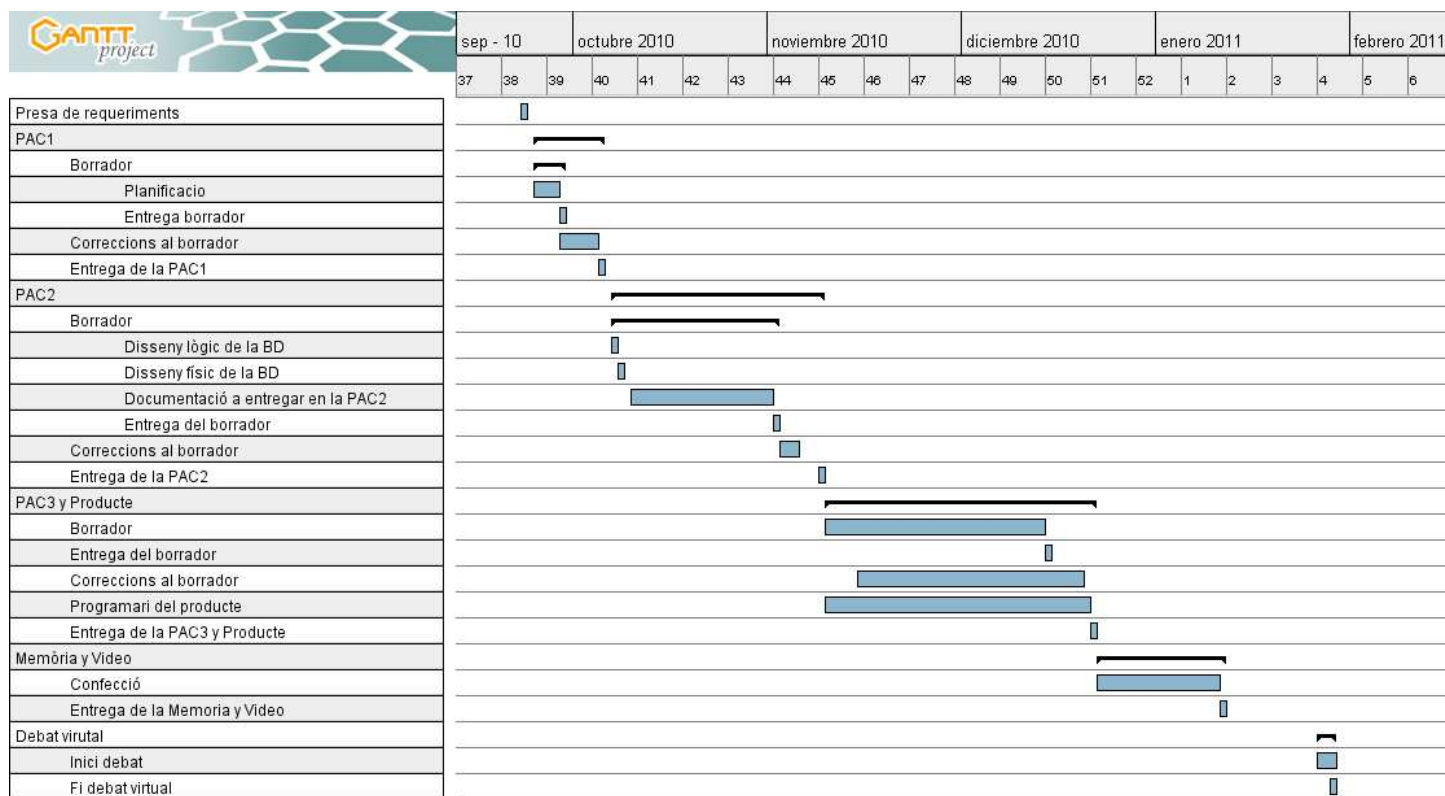 GANTT
project
sep - 10 octubre 2010 noviembre 2010 diciembre 2010 enero 2011 febrero 2011
37 38 39 40 41 42 43 44 45 46 47 48 49 50 51 52 1 2 3 4 5 6
Presa de requeriments
PAC1
Borrador
Planificacio
Entrega borrador
Correccions al borrador
Entrega de la PAC1
PAC2
Borrador
Disseny lògic de la BD
Disseny físic de la BD
Documentació a entregar en la PAC2
Entrega del borrador
Correccions al borrador
Entrega de la PAC2
PAC3 y Producte
Borrador
Entrega del borrador
Correccions al borrador
Programari del producte
Entrega de la PAC3 y Producte
Memòria y Video
Confecció
Entrega de la Memoria y Video
Debat virutal
Inici debat
Fi debat virtual